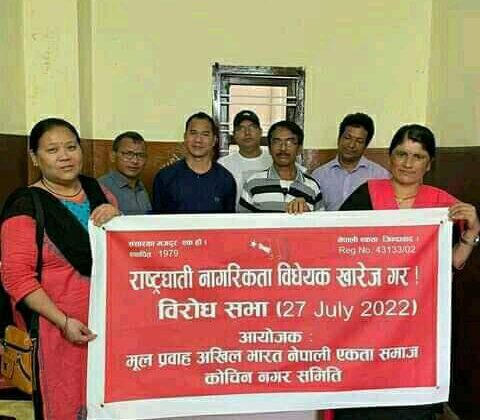 संसारका मजदुर एक हौं ।
नेपाली एकता जिन्दावाद ।
स्थापित 1979
Reg No. 43133/02
राष्ट्रघाती नागरिकता विधेयक खारेज गर !
विरोध सभा (27 July 2022)
आयोजक :
मूल प्रवाह अखिल भारत नेपाली एकता समाज
कोचिन नगर समिति